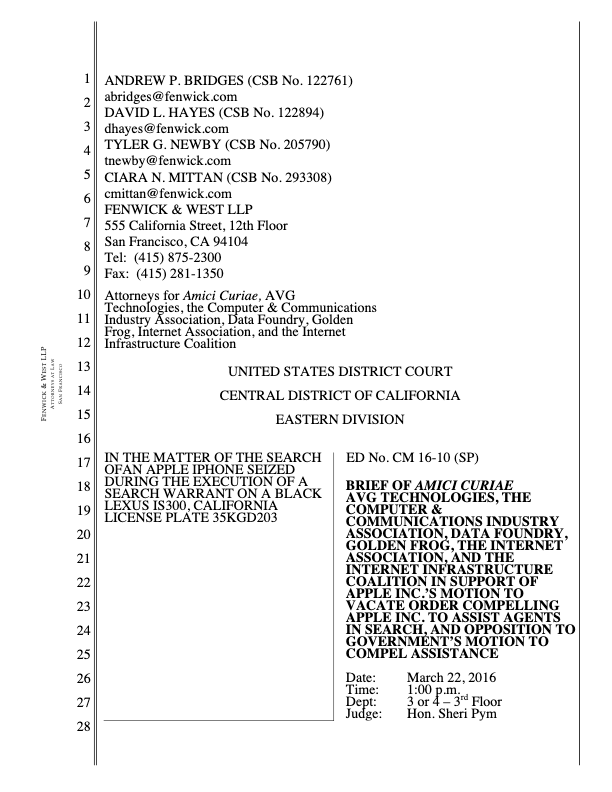 1 ANDREW P. BRIDGES (CSB No. 122761)
abridges@fenwick.com
2 DAVID L. HAYES (CSB No. 122894)
3 dhayes@fenwick.com
4 TYLER G. NEWBY (CSB No. 205790)
tnewby@fenwick.com
5 CIARA N. MITTAN (CSB No. 293308)
6 cmittan@fenwick.com
FENWICK & WEST LLP
7 555 California Street, 12th Floor
8 San Francisco, CA 94104
Tel: (415) 875-2300
9 Fax: (415) 281-1350
10 Attorneys for Amici Curiae, AVG
Technologies, the Computer & Communications
11 Industry Association, Data Foundry, Golden
Frog, Internet Association, and the Internet
12 Infrastructure Coalition
13 UNITED STATES DISTRICT COURT
14 CENTRAL DISTRICT OF CALIFORNIA
15 EASTERN DIVISION
16
17 IN THE MATTER OF THE SEARCH
OFAN APPLE IPHONE SEIZED
DURING THE EXECUTION OF A
18 SEARCH WARRANT ON A BLACK
19 LEXUS IS300, CALIFORNIA
LICENSE PLATE 35KGD203
ED No. CM 16-10 (SP)
BRIEF OF AMICI CURIAE
AVG TECHNOLOGIES, THE
COMPUTER &
COMMUNICATIONS INDUSTRY
20 ASSOCIATION, DATA FOUNDRY,
GOLDEN FROG, THE INTERNET
21 ASSOCIATION, AND THE
INTERNET INFRASTRUCTURE
22 COALITION IN SUPPORT OF
APPLE INC.'S MOTION TO
23 VACATE ORDER COMPELLING
APPLE INC. TO ASSIST AGENTS
24 IN SEARCH, AND OPPOSITION TO
GOVERNMENT'S MOTION TO
25 COMPEL ASSISTANCE
26 Date: March 22, 2016
Time: 1:00 p.m.
27 Dept: 3 or 4 – 3rd Floor
Judge: Hon. Sheri Pym
28
FENWICK & WEST LLP
ATTORNEYS AT LAW
SAN FRANCISCO